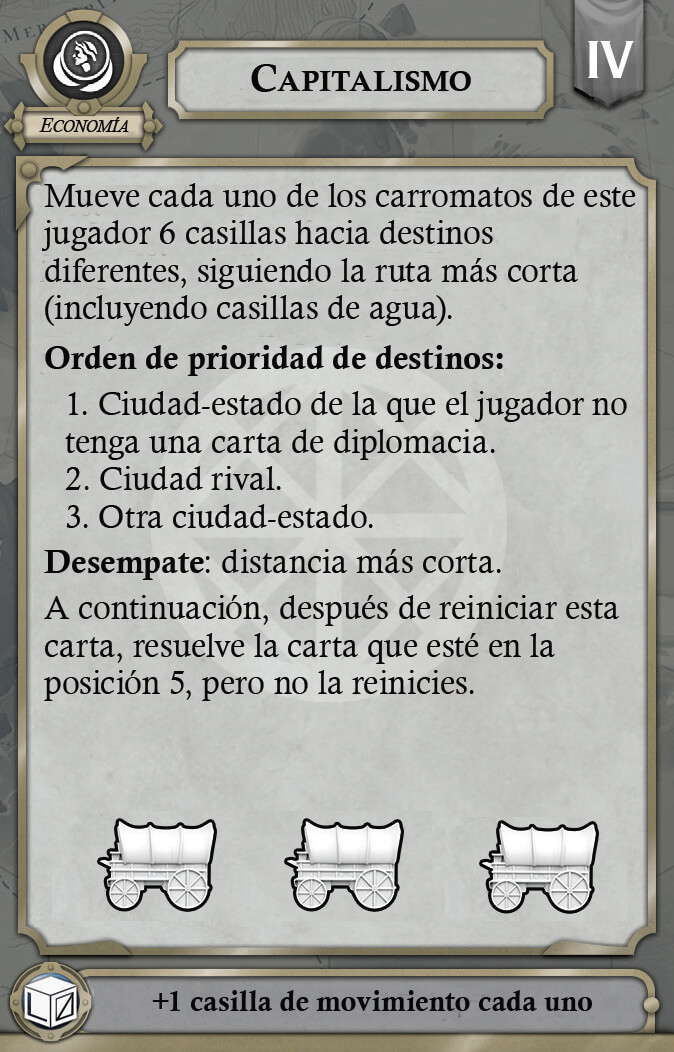 IV
CAPITALISMO
ECONOMÍA
Mueve cada uno de los carromatos de este
jugador 6 casillas hacia destinos
diferentes, siguiendo la ruta más corta
(incluyendo casillas de agua).
Orden de prioridad de destinos:
1. Ciudad-estado de la que el jugador no
tenga una carta de diplomacia.
2. Ciudad rival.
3. Otra ciudad-estado.
Desempate: distancia más corta.
A continuación, después de reiniciar esta
carta, resuelve la carta que esté en la
posición 5, pero no la reinicies.
+1 casilla de movimiento cada uno